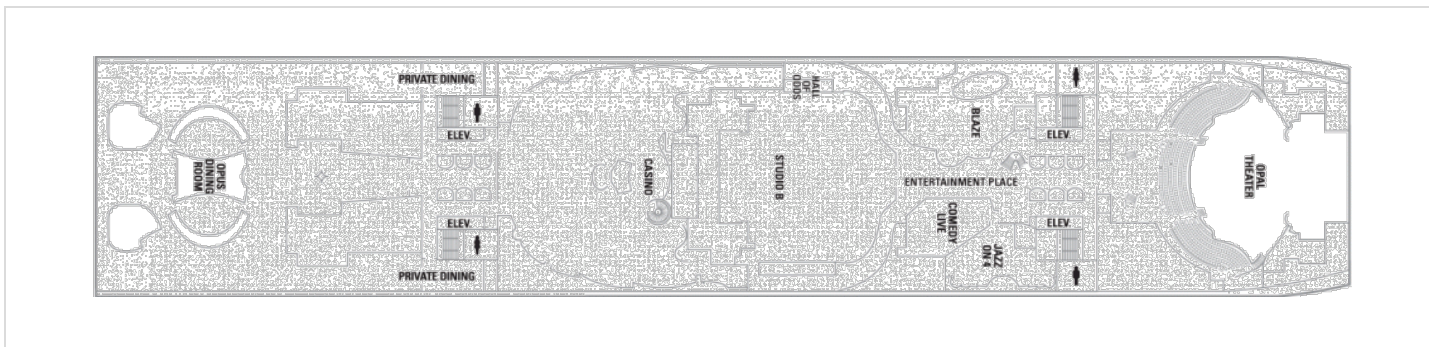 PRIVATE DINING
ELEV.
OPUS
DINING
ROOM
ELEV.
PRIVATE DINING
CASINO
STUDIO B
HALL
OF
ODDS
BLAZE
ELEV.
ENTERTAINMENT PLACE
COMEDY
LIVE
JAZZ
ON 4
ELEV.
OPAL
THEATER